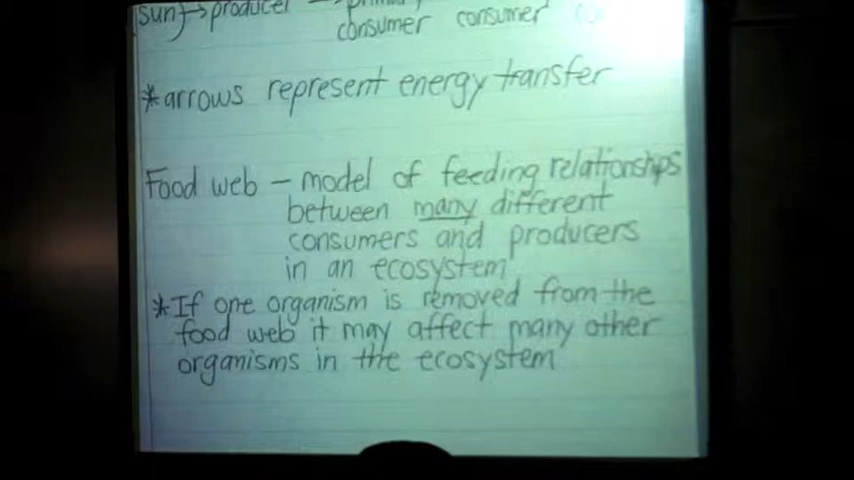 sun → producer →
consumer consumer
*arrows represent energy transfer
Food web - model of feeding relationships
between many different
consumers and producers
in an ecosystem
*If one organism is removed from the
food web it may affect many other
organisms in the ecosystem